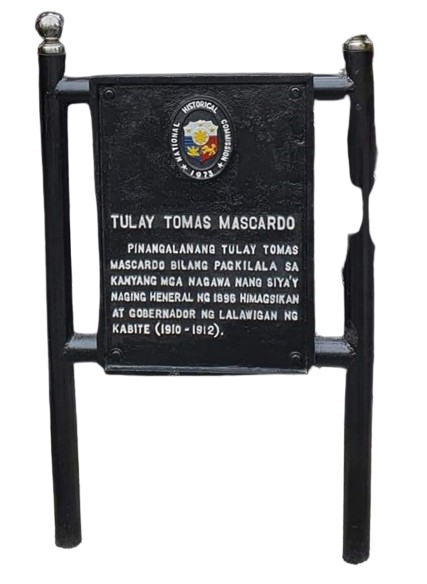 NATIONAL HISTORICAL COMMISSION
★ 1973 ★
TULAY TOMAS MASCARDO
PINANGALANANG TULAY TOMAS
MASCARDO BILANG PAGKILALA SA
KANYANG MGA NAGAWA NANG SIYA'Y
NAGING HENERAL NG 1896 HIMAGSIKAN
AT GOBERNADOR NG LALAWIGAN NG
KABITE (1910 - 1912).